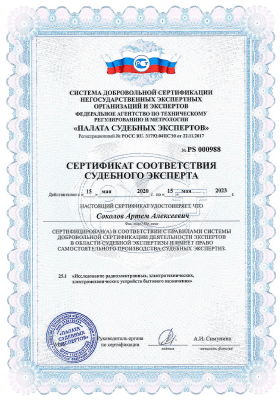 СИСТЕМА ДОБРОВОЛЬНОЙ СЕРТИФИКАЦИИ
НЕГОСУДАРСТВЕННЫХ ЭКСПЕРТНЫХ
ОРГАНИЗАЦИЙ И ЭКСПЕРТОВ
ФЕДЕРАЛЬНОЕ АГЕНТСТВО ПО ТЕХНИЧЕСКОМУ
РЕГУЛИРОВАНИЮ И МЕТРОЛОГИИ
«ПАЛАТА СУДЕБНЫХ ЭКСПЕРТОВ»
Регистрационный № РОСС RU. от 22.11.2017
№ PS 000988
СЕРТИФИКАТ СООТВЕТСТВИЯ
СУДЕБНОГО ЭКСПЕРТА
Действителен с 15 мая 2020 г. по 15 мая 2023
НАСТОЯЩИЙ СЕРТИФИКАТ УДОСТОВЕРЯЕТ, ЧТО
Соколов Артем Алексеевич
СЕРТИФИЦИРОВАН(А) В СООТВЕТСТВИИ С ПРАВИЛАМИ СИСТЕМЫ
ДОБРОВОЛЬНОЙ СЕРТИФИКАЦИИ ДЕЯТЕЛЬНОСТИ ЭКСПЕРТОВ
В ОБЛАСТИ СУДЕБНОЙ ЭКСПЕРТИЗЫ И ИМЕЕТ ПРАВО
САМОСТОЯТЕЛЬНОГО ПРОИЗВОДСТВА СУДЕБНЫХ ЭКСПЕРТИЗ.
25.1 «Исследование радиоэлектронных, электротехнических,
электромеханических устройств бытового назначения»
Руководитель органа
по сертификации
А.И. Самунина
ПАЛАТА
СУДЕБНЫХ
ЭКСПЕРТОВ